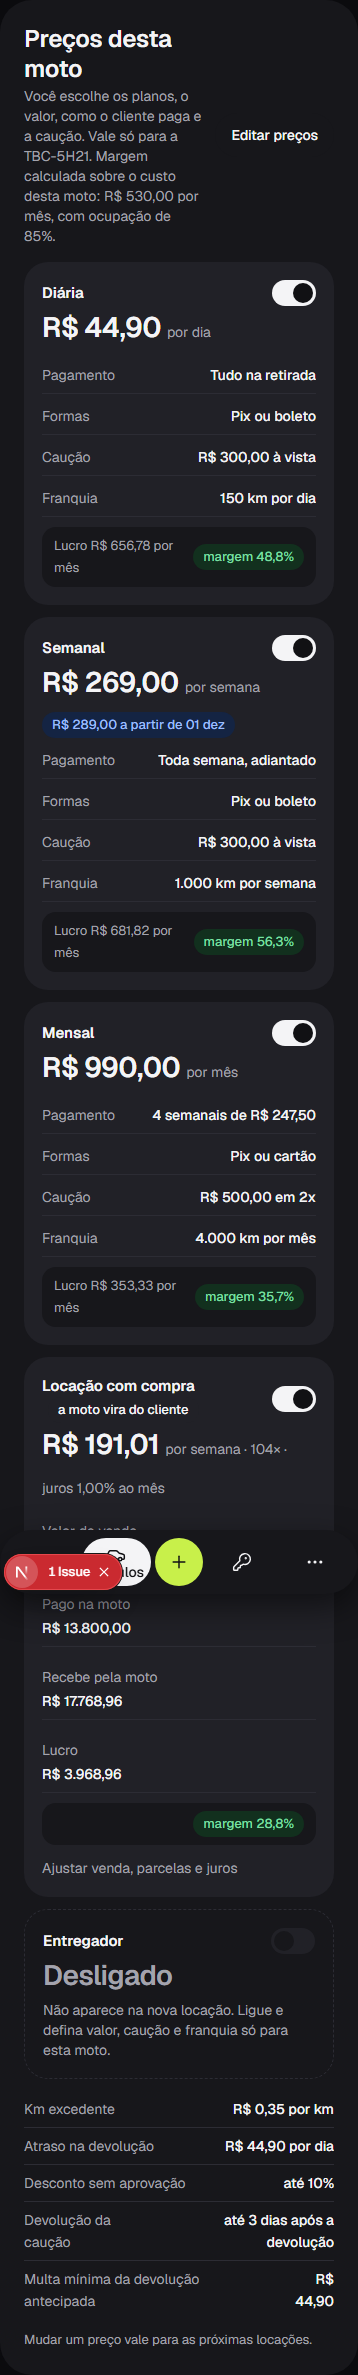 Preços desta
moto
Você escolhe os planos, o
valor, como o cliente paga e
a caução. Vale só para a
TBC-5H21. Margem
calculada sobre o custo
desta moto: R$ 530,00 por
mês, com ocupação de
85%.
Editar preços
Diária
R$ 44,90 por dia
Pagamento Tudo na retirada
Formas Pix ou boleto
Caução R$ 300,00 à vista
Franquia 150 km por dia
Lucro R$ 656,78 por
mês
margem 48,8%
Semanal
R$ 269,00 por semana
R$ 289,00 a partir de 01 dez
Pagamento Toda semana, adiantado
Formas Pix ou boleto
Caução R$ 300,00 à vista
Franquia 1.000 km por semana
Lucro R$ 681,82 por
mês
margem 56,3%
Mensal
R$ 990,00 por mês
Pagamento 4 semanais de R$ 247,50
Formas Pix ou cartão
Caução R$ 500,00 em 2x
Franquia 4.000 km por mês
Lucro R$ 353,33 por
mês
margem 35,7%
Locação com compra
a moto vira do cliente
R$ 191,01 por semana · 104× ·
juros 1,00% ao mês
Valor de venda
N 1 Issue ×
ulos
Pago na moto
R$ 13.800,00
Recebe pela moto
R$ 17.768,96
Lucro
R$ 3.968,96
margem 28,8%
Ajustar venda, parcelas e juros
Entregador
Desligado
Não aparece na nova locação. Ligue e
defina valor, caução e franquia só para
esta moto.
Km excedente R$ 0,35 por km
Atraso na devolução R$ 44,90 por dia
Desconto sem aprovação até 10%
Devolução da
caução
até 3 dias após a
devolução
Multa mínima da devolução
antecipada
R$
44,90
Mudar um preço vale para as próximas locações.